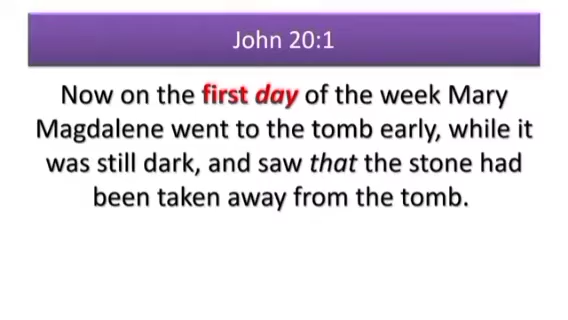 John 20:1
Now on the first day of the week Mary
Magdalene went to the tomb early, while it
was still dark, and saw that the stone had
been taken away from the tomb.